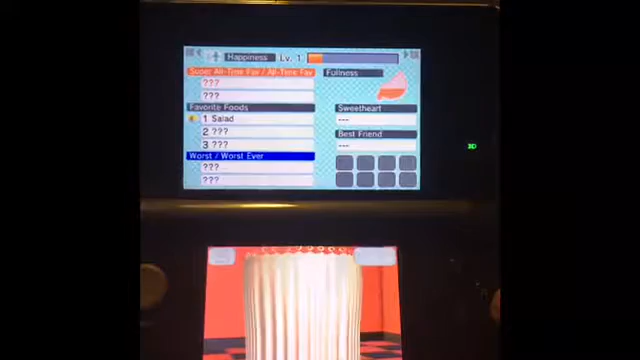 Happiness Lv. 1
Super All-Time Fav / All-Time Fav
???
???
Fullness
Favorite Foods
1 Salad
2 ???
3 ???
Sweetheart
---
Best Friend
---
Worst / Worst Ever
???
???
3D